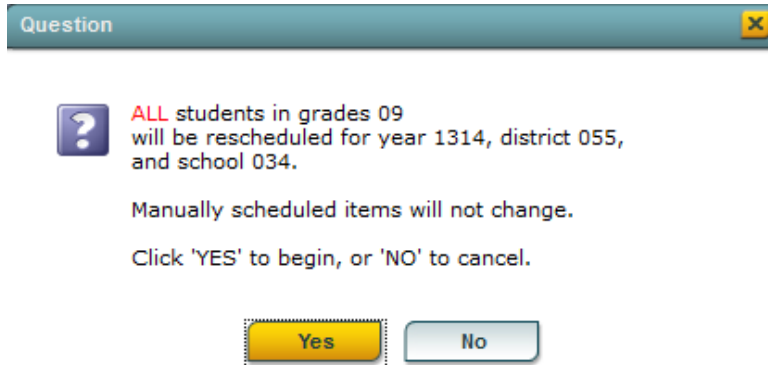 Question
ALL students in grades 09
will be rescheduled for year 1314, district 055,
and school 034.
Manually scheduled items will not change.
Click 'YES' to begin, or 'NO' to cancel.
Yes No